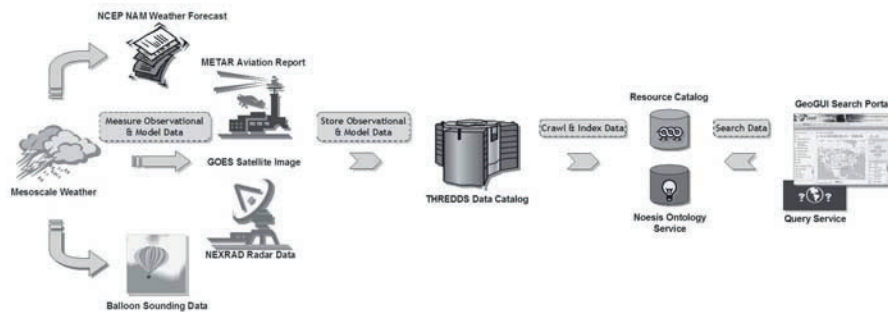 NCEP NAM Weather Forecast
METAR Aviation Report
Measure Observational
& Model Data
Store Observational
& Model Data
Resource Catalog
GeoGUI Search Porta
Crawl & Index Data
Search Data
GOES Satellite Image
Mesoscale Weather
THREDDS Data Catalog
Noesis Ontology
Service
? ?
Query Service
NEXRAD Radar Data
Balloon Sounding Data